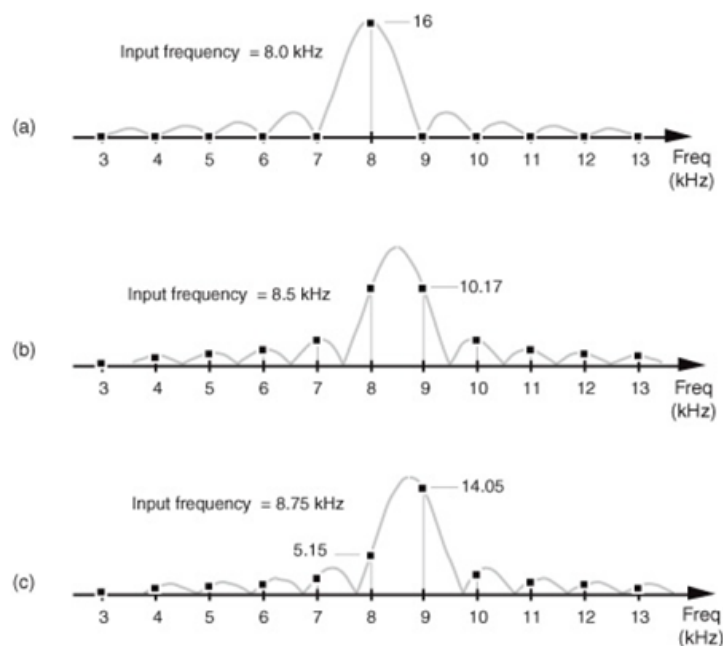 16
Input frequency = 8.0 kHz
(a)
3 4 5 6 7 8 9 10 11 12 13 Freq
(kHz)
Input frequency = 8.5 kHz
10.17
(b)
3 4 5 6 7 8 9 10 11 12 13 Freq
(kHz)
Input frequency = 8.75 kHz
14.05
5.15
(c)
3 4 5 6 7 8 9 10 11 12 13 Freq
(kHz)